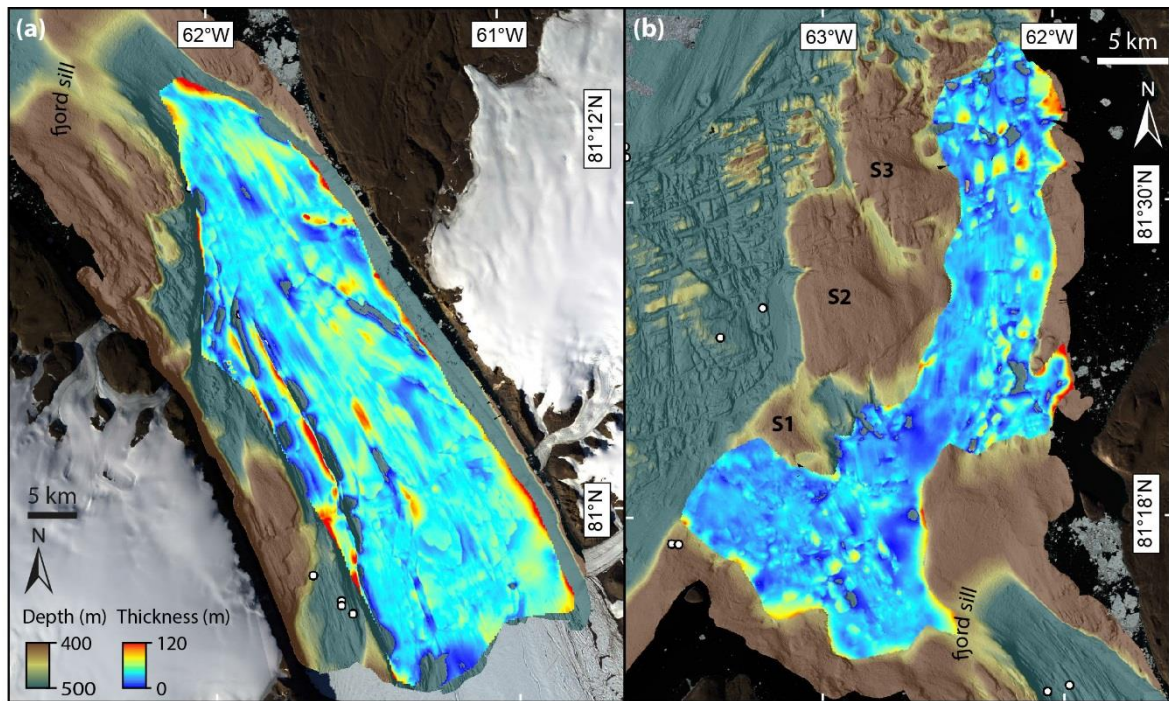 (a)
62°W
61°W
fjord sill
81°12'N
81°N
5 km
N
Depth (m)
Thickness (m)
400
500
120
0
(b)
63°W
62°W
5 km
N
81°30'N
S3
S2
S1
81°18'N
fjord sill